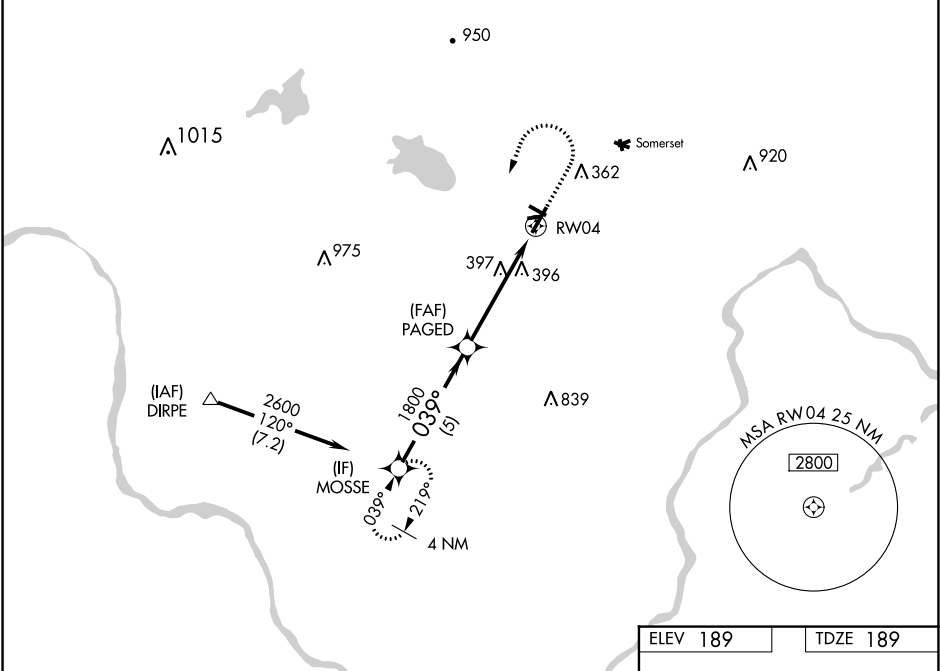 950
1015
Somerset
920
362
RW04
975
397
396
(FAF)
PAGED
(IAF)
DIRPE
2600
120°
(7.2)
1800
039°
(5)
839
MSA RW04 25 NM
2800
(IF)
MOSSE
039°
219°
4 NM
ELEV 189
TDZE 189